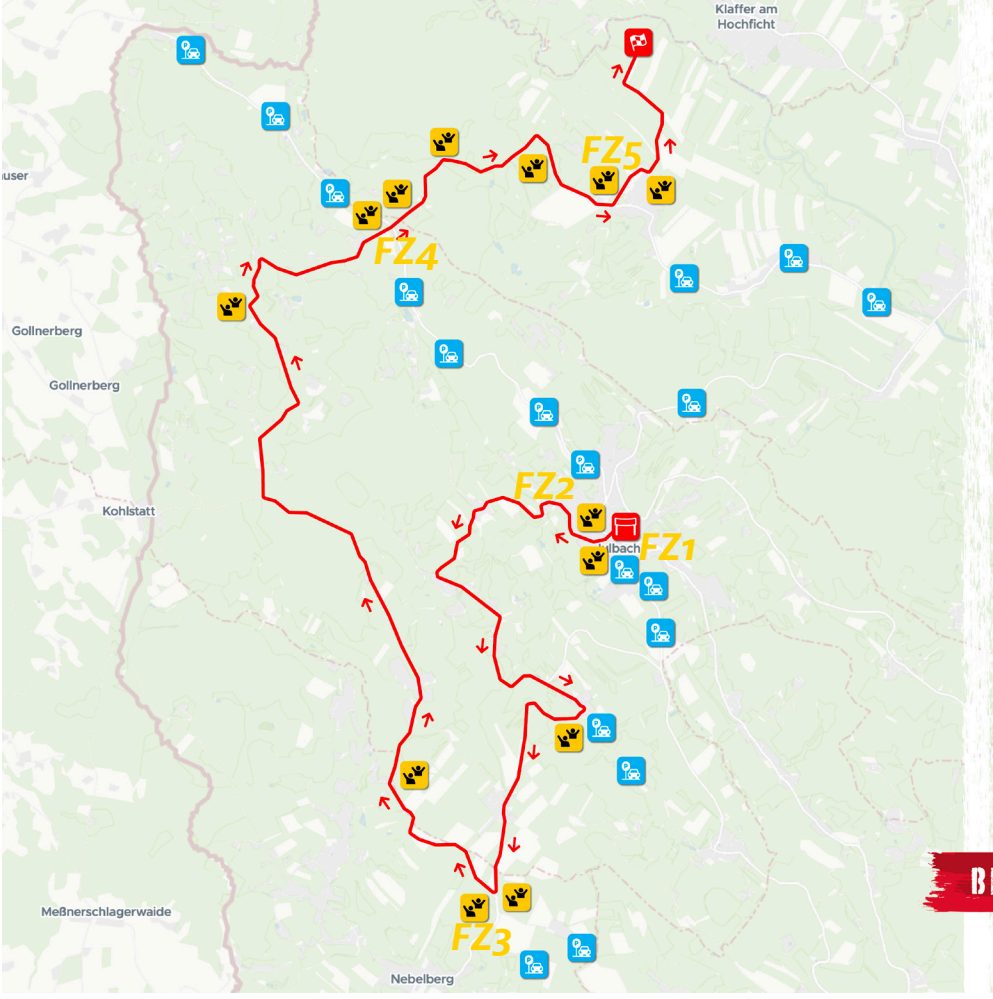 Klaffer am
Hochficht
FZ5
FZ4
Gollnerberg
Gollnerberg
FZ2
Kohlstatt
FZ1
Meßnerschlagerwaide
FZ3
Nebelberg